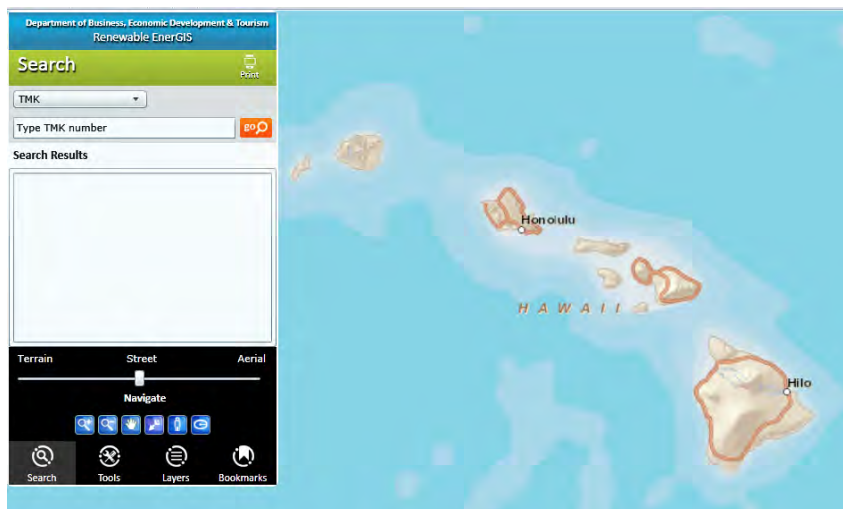 Department of Business, Economic Development & Tourism
Renewable EnerGIS
Search
Print
TMK
Type TMK number
go
Search Results
Terrain Street Aerial
Navigate
Search Tools Layers Bookmarks
Honolulu
HAWAII
Hilo